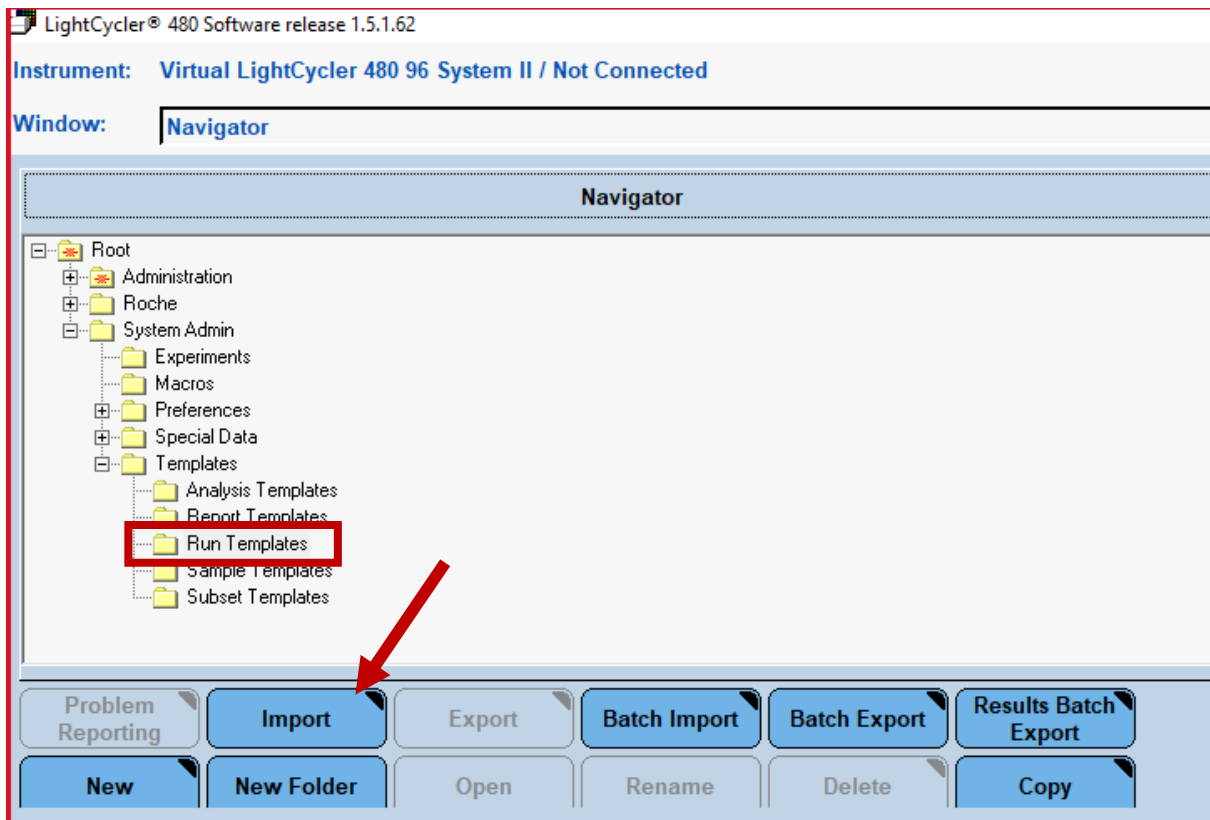 LightCycler® 480 Software release 1.5.1.62
Instrument: Virtual LightCycler 480 96 System II / Not Connected
Window: Navigator
Navigator
Root
Administration
Roche
System Admin
Experiments
Macros
Preferences
Special Data
Templates
Analysis Templates
Report Templates
Run Templates
Sample Templates
Subset Templates
Problem Reporting
Import
Export
Batch Import
Batch Export
Results Batch Export
New
New Folder
Open
Rename
Delete
Copy